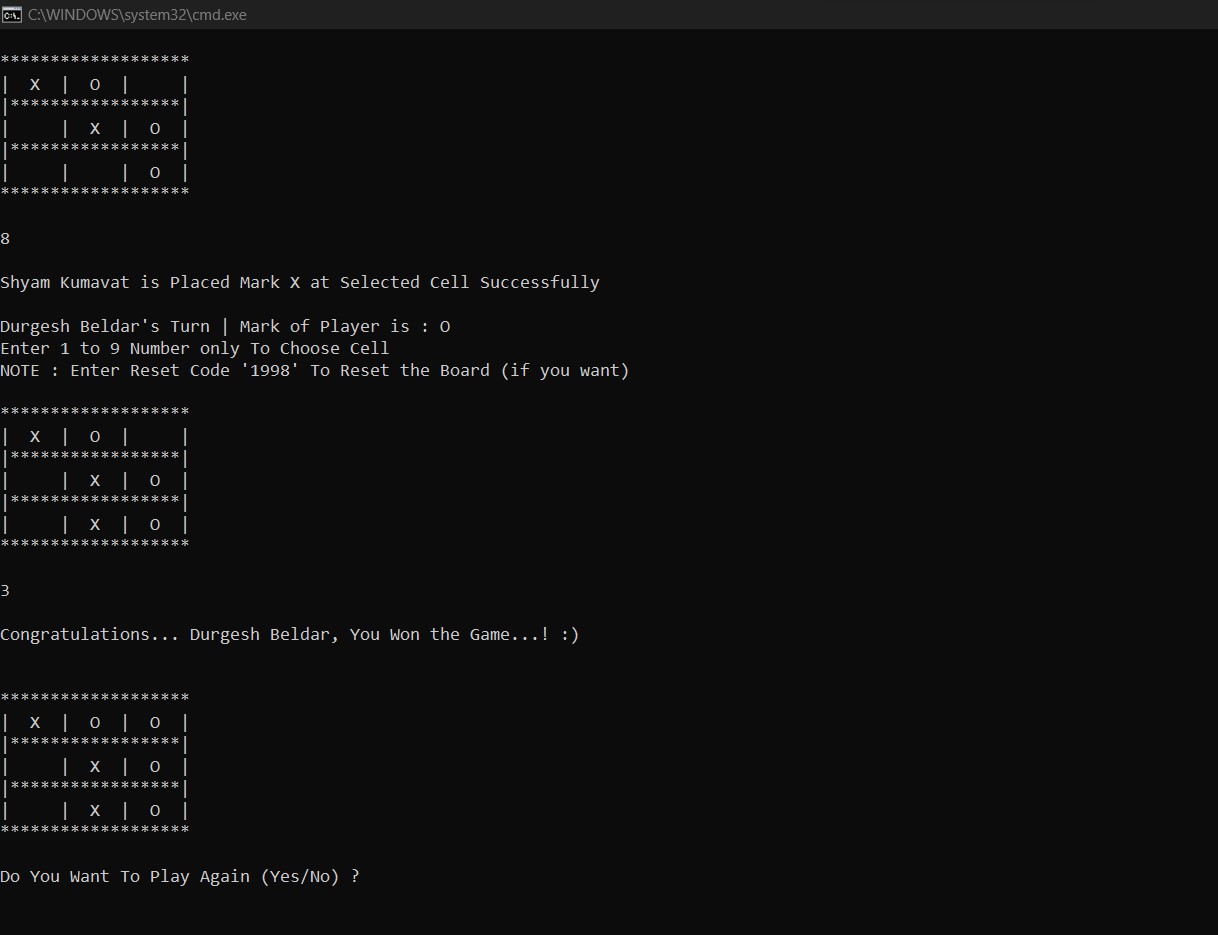 C:\WINDOWS\system32\cmd.exe
*******************
|  X  |  O  |     |
|*****************|
|     |  X  |  O  |
|*****************|
|     |     |  O  |
*******************
8
Shyam Kumavat is Placed Mark X at Selected Cell Successfully
Durgesh Beldar's Turn | Mark of Player is : O
Enter 1 to 9 Number only To Choose Cell
NOTE : Enter Reset Code '1998' To Reset the Board (if you want)
*******************
|  X  |  O  |     |
|*****************|
|     |  X  |  O  |
|*****************|
|     |  X  |  O  |
*******************
3
Congratulations... Durgesh Beldar, You Won the Game...! :)
*******************
|  X  |  O  |  O  |
|*****************|
|     |  X  |  O  |
|*****************|
|     |  X  |  O  |
*******************
Do You Want To Play Again (Yes/No) ?